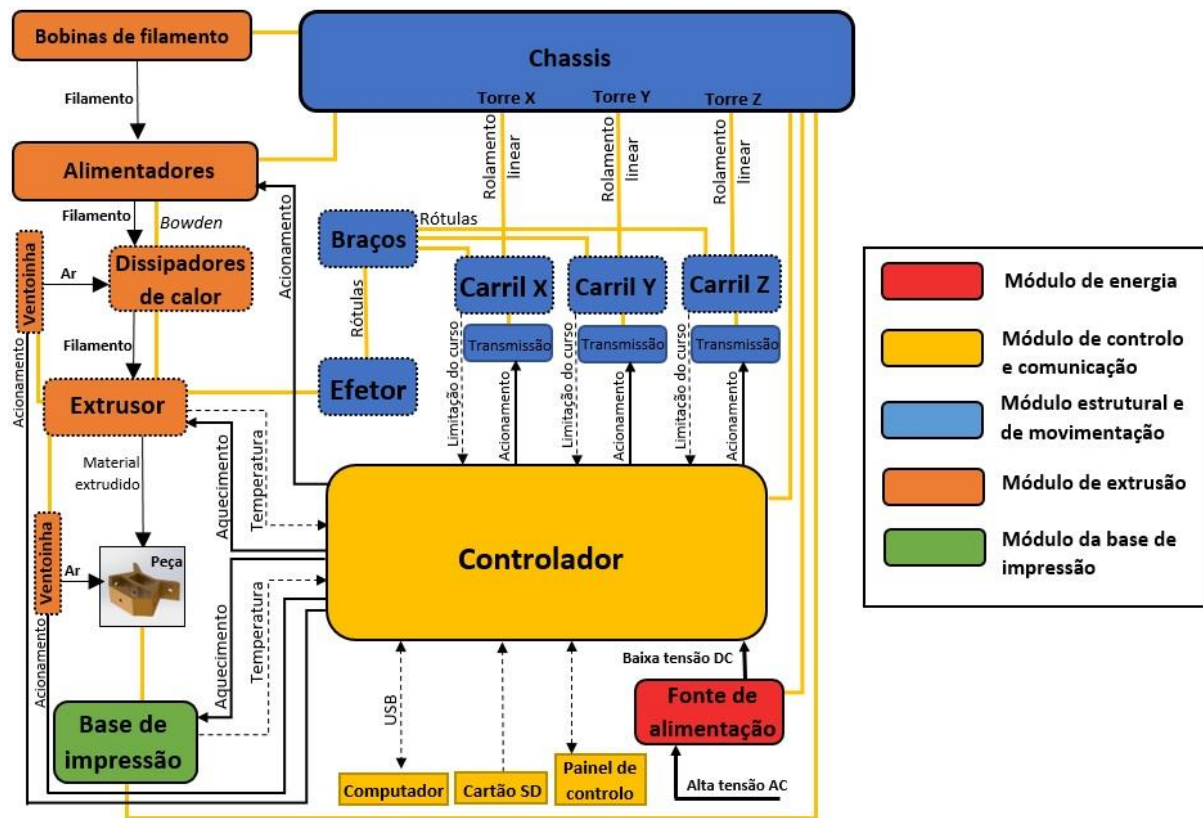 Bobinas de filamento
Chassis
Torre X
Torre Y
Torre Z
Filamento
Rolamento
linear
Rolamento
linear
Rolamento
linear
Alimentadores
Filamento
Bowden
Acionamento
Rótulas
Braços
Ventoinha
Ar
Dissipadores
de calor
Carril X
Carril Y
Carril Z
Filamento
Rótulas
Transmissão
Transmissão
Transmissão
Acionamento
Extrusor
Efetor
Limitação do curso
Acionamento
Limitação do curso
Acionamento
Limitação do curso
Acionamento
Material
extrudido
Aquecimento
Temperatura
Controlador
Ventoinha
Ar
Peça
Acionamento
Aquecimento
Temperatura
Baixa tensão DC
USB
Fonte de
alimentação
Base de
impressão
Computador
Cartão SD
Painel de
controlo
Alta tensão AC
Módulo de energia
Módulo de controlo
e comunicação
Módulo estrutural e
de movimentação
Módulo de extrusão
Módulo da base de
impressão